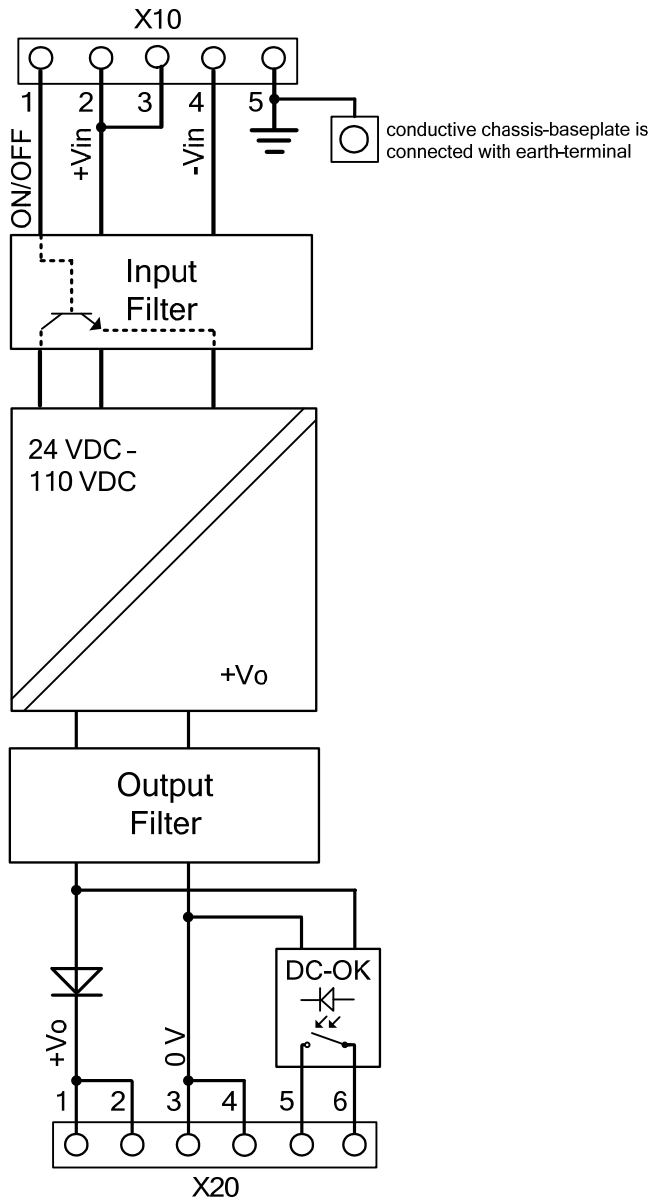 X10
1
2
3
4
5
ON/OFF
+Vin
-Vin
conductive chassis-baseplate is
connected with earth-terminal
Input
Filter
24 VDC -
110 VDC
+Vo
Output
Filter
DC-OK
+Vo
0 V
1
2
3
4
5
6
X20